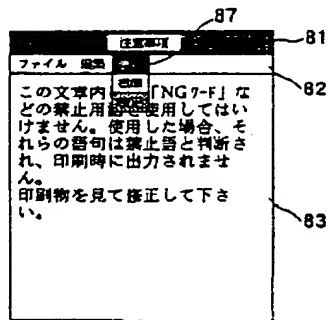 87
注意事項
81
ファイル 編集
82
この文章内 「NGワード」な
どの禁止用語を使用してはい
けません。使用した場合、そ
れらの語句は禁止語と判断さ
れ、印刷時に出力されませ
ん。
印刷物を見て修正して下さ
い。
83